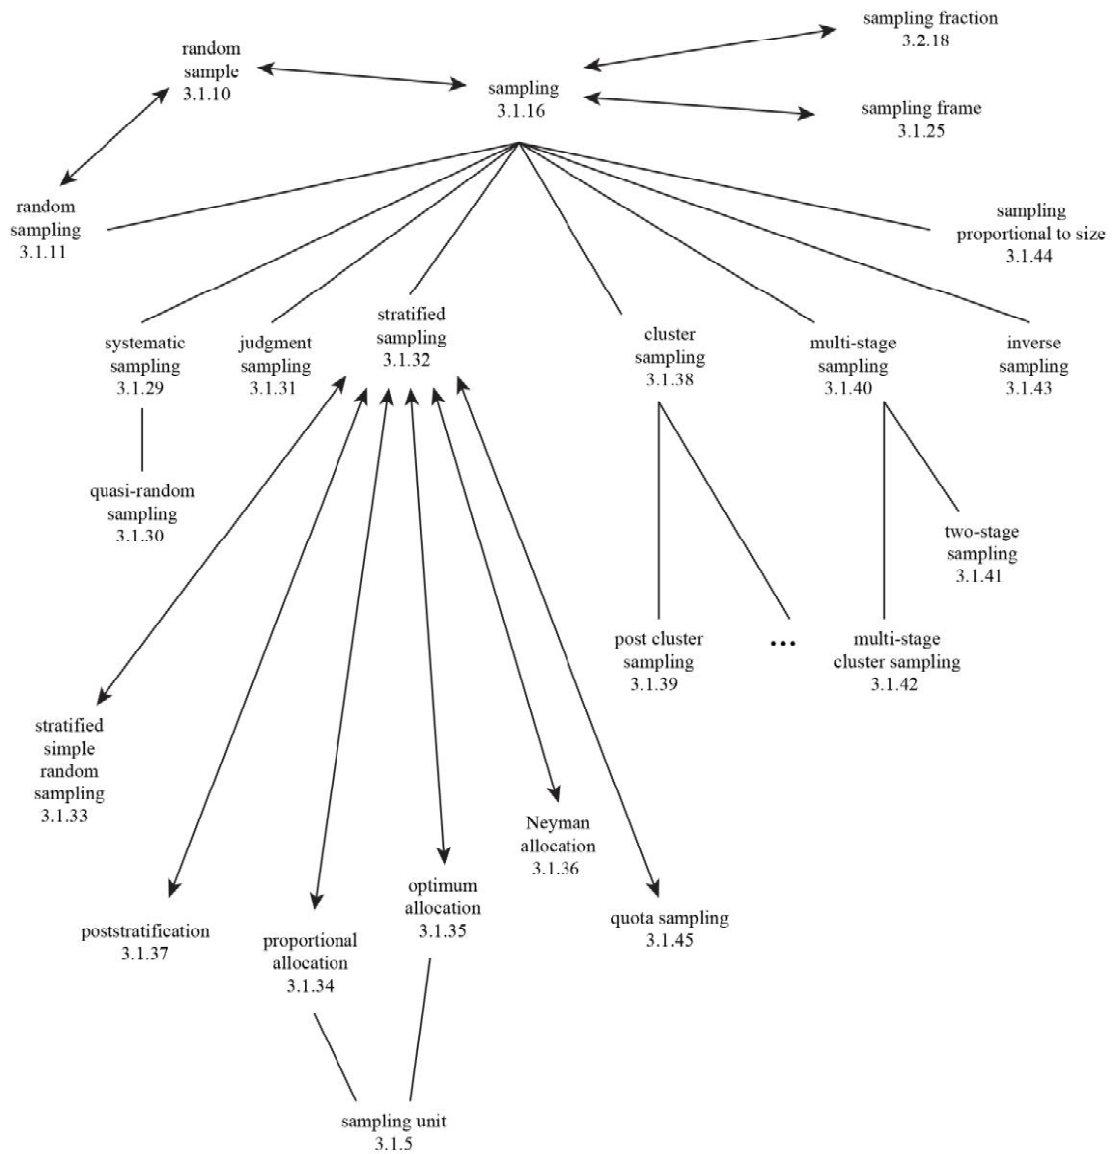 sampling fraction
3.2.18
random
sample
3.1.10
sampling
3.1.16
sampling frame
3.1.25
random
sampling
3.1.11
sampling
proportional to size
3.1.44
systematic
sampling
3.1.29
judgment
sampling
3.1.31
stratified
sampling
3.1.32
cluster
sampling
3.1.38
multi-stage
sampling
3.1.40
inverse
sampling
3.1.43
quasi-random
sampling
3.1.30
two-stage
sampling
3.1.41
post cluster
sampling
3.1.39
...
multi-stage
cluster sampling
3.1.42
stratified
simple
random
sampling
3.1.33
Neyman
allocation
3.1.36
optimum
allocation
3.1.35
quota sampling
3.1.45
poststratification
3.1.37
proportional
allocation
3.1.34
sampling unit
3.1.5